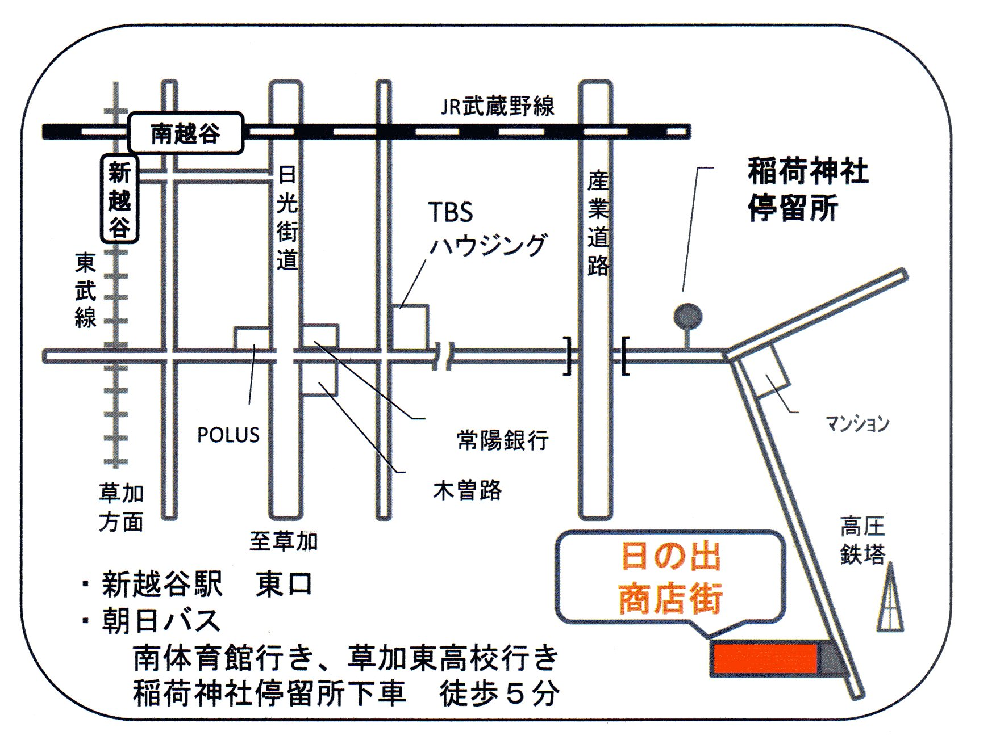 JR武蔵野線
南越谷
新越谷
日光街道
産業道路
稲荷神社
停留所
TBS
ハウジング
東武線
POLUS
常陽銀行
木曽路
マンション
草加
方面
至草加
高圧
鉄塔
日の出
商店街
・新越谷駅　東口
・朝日バス
南体育館行き、草加東高校行き
稲荷神社停留所下車　徒歩５分